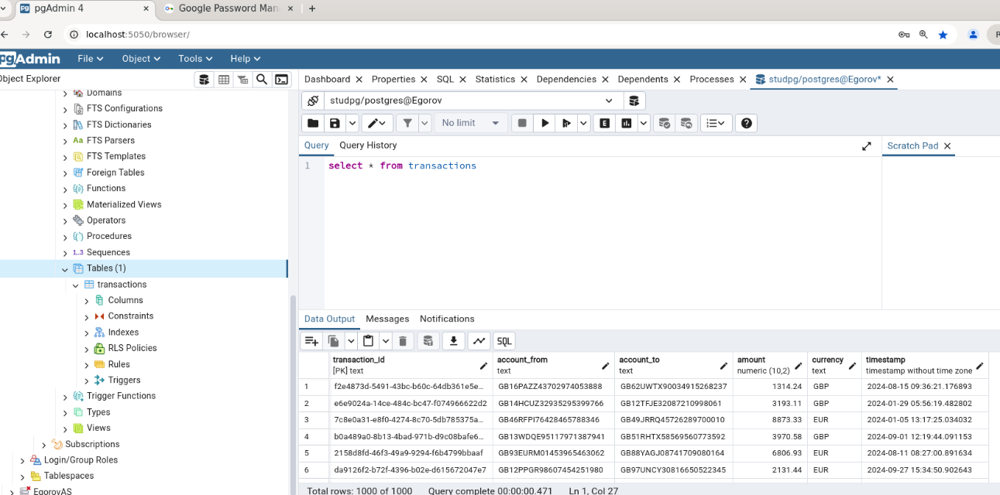 pgAdmin 4 × Google Password Man × +
localhost:5050/browser/
pgAdmin File Object Tools Help
Object Explorer
Dashboard × Properties × SQL × Statistics × Dependencies × Dependents × Processes × studpg/postgres@Egorov* ×
Domains
FTS Configurations
FTS Dictionaries
Aa FTS Parsers
FTS Templates
Foreign Tables
Functions
Materialized Views
Operators
Procedures
1..3 Sequences
Tables (1)
transactions
Columns
Constraints
Indexes
RLS Policies
Rules
Triggers
Trigger Functions
Types
Views
Subscriptions
Login/Group Roles
Tablespaces
EgorovAS
studpg/postgres@Egorov
No limit E
Query Query History Scratch Pad ×
1 select * from transactions
Data Output Messages Notifications
SQL
transaction_id account_from account_to amount currency timestamp
[PK] text text text numeric (10,2) text timestamp without time zone
1 f2e4873d-5491-43bc-b60c-64db361e5e... GB16PAZZ43702974053888 GB62UWTX90034915268237 1314.24 GBP 2024-08-15 09:36:21.176893
2 e6e9024a-14ce-484c-bc47-f074966622d2 GB14HCUZ32935295399766 GB12TFJE32087210998061 3193.11 GBP 2024-01-29 05:56:19.482802
3 7c8e0a31-e8f0-4274-8c70-5db785375a... GB46RFPI76428465788346 GB49JRRQ45726289700010 8873.33 EUR 2024-01-05 13:17:25.034032
4 b0a489a0-8b13-4bad-971b-d9c08bafe6... GB13WDQE95117971387941 GB51RHTX58569560773592 3970.58 GBP 2024-09-01 12:19:44.091153
5 2158d8fd-46f3-49a9-9294-f6b4799bbaaf GB93EURM01453965463062 GB88YAGJ08741709080164 6806.93 EUR 2024-08-11 08:27:00.891634
6 da9126f2-b72f-4396-b02e-d615672047e7 GB12PPGR98607454251980 GB97UNCY30816650522345 2131.44 EUR 2024-09-27 15:34:50.902643
Total rows: 1000 of 1000 Query complete 00:00:00.471 Ln 1, Col 27